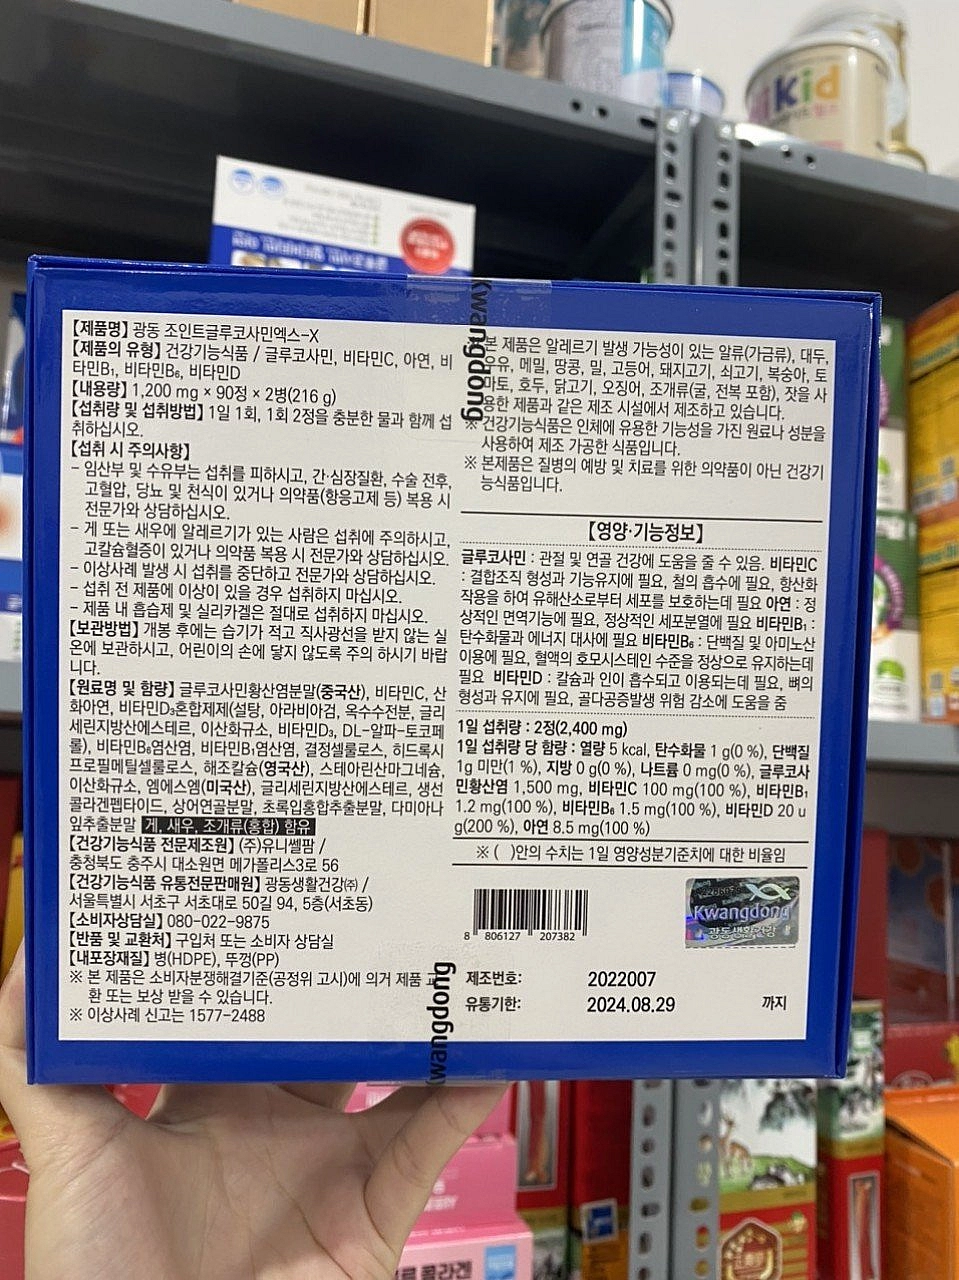 kid
【제품명】 광동 조인트글루코사민엑스-X
【제품의 유형】 건강기능식품 / 글루코사민, 비타민C, 아연, 비
타민B₁, 비타민B₆, 비타민D
【내용량】 1,200 mg × 90정 × 2병(216 g)
【섭취량 및 섭취방법】 1일 1회, 1회 2정을 충분한 물과 함께 섭
취하십시오.
【섭취 시 주의사항】
- 임산부 및 수유부는 섭취를 피하시고, 간·심장질환, 수술 전후,
고혈압, 당뇨 및 천식이 있거나 의약품(항응고제 등) 복용 시
전문가와 상담하십시오.
- 게 또는 새우에 알레르기가 있는 사람은 섭취에 주의하시고,
고칼슘혈증이 있거나 의약품 복용 시 전문가와 상담하십시오.
- 이상사례 발생 시 섭취를 중단하고 전문가와 상담하십시오.
- 섭취 전 제품에 이상이 있을 경우 섭취하지 마십시오.
- 제품 내 흡습제 및 실리카겔은 절대로 섭취하지 마십시오.
【보관방법】 개봉 후에는 습기가 적고 직사광선을 받지 않는 실
온에 보관하시고, 어린이의 손에 닿지 않도록 주의 하시기 바랍
니다.
【원료명 및 함량】 글루코사민황산염분말(중국산), 비타민C, 산
화아연, 비타민D₃혼합제제(설탕, 아라비아검, 옥수수전분, 글리
세린지방산에스테르, 이산화규소, 비타민D₃, DL-알파-토코페
롤), 비타민B₆염산염, 비타민B₁염산염, 결정셀룰로스, 히드록시
프로필메틸셀룰로스, 해조칼슘(영국산), 스테아린산마그네슘,
이산화규소, 엠에스엠(미국산), 글리세린지방산에스테르, 생선
콜라겐펩타이드, 상어연골분말, 초록입홍합추출분말, 다미아나
잎추출분말 게, 새우, 조개류(홍합) 함유
【건강기능식품 전문제조원】 (주)유니쎌팜 /
충청북도 충주시 대소원면 메가폴리스3로 56
【건강기능식품 유통전문판매원】 광동생활건강㈜ /
서울특별시 서초구 서초대로 50길 94, 5층(서초동)
【소비자상담실】 080-022-9875
【반품 및 교환처】 구입처 또는 소비자 상담실
【내포장재질】 병(HDPE), 뚜껑(PP)
※ 본 제품은 소비자분쟁해결기준(공정위 고시)에 의거 제품 교
환 또는 보상 받을 수 있습니다.
※ 이상사례 신고는 1577-2488
Kwangdong
본 제품은 알레르기 발생 가능성이 있는 알류(가금류), 대두,
우유, 메밀, 땅콩, 밀, 고등어, 돼지고기, 쇠고기, 복숭아, 토
마토, 호두, 닭고기, 오징어, 조개류(굴, 전복 포함), 잣을 사
용한 제품과 같은 제조 시설에서 제조하고 있습니다.
※ 건강기능식품은 인체에 유용한 기능성을 가진 원료나 성분을
사용하여 제조 가공한 식품입니다.
※ 본제품은 질병의 예방 및 치료를 위한 의약품이 아닌 건강기
능식품입니다.
【영양·기능정보】
글루코사민 : 관절 및 연골 건강에 도움을 줄 수 있음. 비타민C
: 결합조직 형성과 기능유지에 필요, 철의 흡수에 필요, 항산화
작용을 하여 유해산소로부터 세포를 보호하는데 필요 아연 : 정
상적인 면역기능에 필요, 정상적인 세포분열에 필요 비타민B₁ :
탄수화물과 에너지 대사에 필요 비타민B₆ : 단백질 및 아미노산
이용에 필요, 혈액의 호모시스테인 수준을 정상으로 유지하는데
필요 비타민D : 칼슘과 인이 흡수되고 이용되는데 필요, 뼈의
형성과 유지에 필요, 골다공증발생 위험 감소에 도움을 줌
1일 섭취량 : 2정(2,400 mg)
1일 섭취량 당 함량 : 열량 5 kcal, 탄수화물 1 g(0 %), 단백질
1g 미만(1 %), 지방 0 g(0 %), 나트륨 0 mg(0 %), 글루코사
민황산염 1,500 mg, 비타민C 100 mg(100 %), 비타민B₁
1.2 mg(100 %), 비타민B₆ 1.5 mg(100 %), 비타민D 20 u
g(200 %), 아연 8.5 mg(100 %)
※ ( )안의 수치는 1일 영양성분기준치에 대한 비율임
8 806127 207382
Kwangdong
광동생활건강
제조번호: 2022007
유통기한: 2024.08.29 까지
wangdong
콜라겐